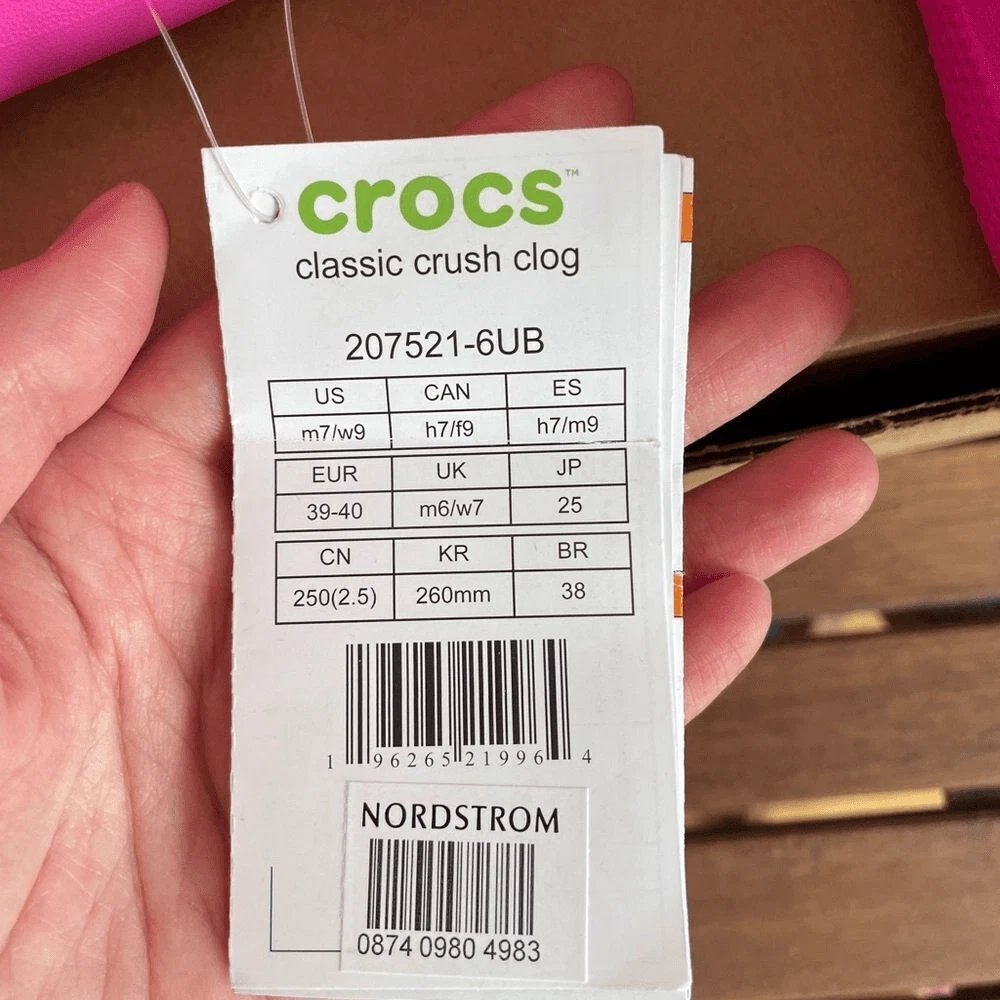 crocs™
classic crush clog
207521-6UB
US CAN ES
m7/w9 h7/f9 h7/m9
EUR UK JP
39-40 m6/w7 25
CN KR BR
250(2.5) 260mm 38
1 96265 21996 4
NORDSTROM
0874 0980 4983